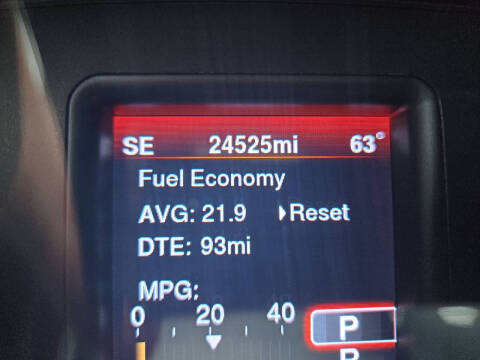 SE 24525mi 63°
Fuel Economy
AVG: 21.9 Reset
DTE: 93mi
MPG:
0 20 40
P
R